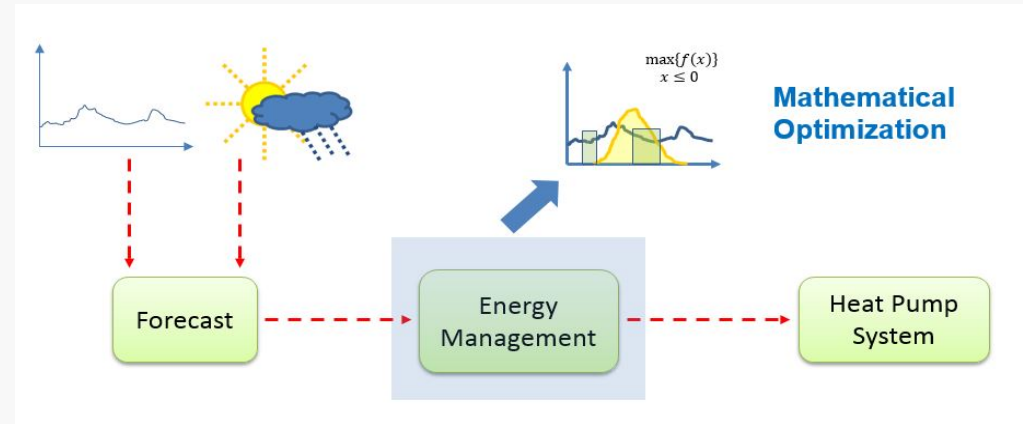 max{f(x)}
x ≤ 0
Mathematical
Optimization
Forecast
Energy
Management
Heat Pump
System